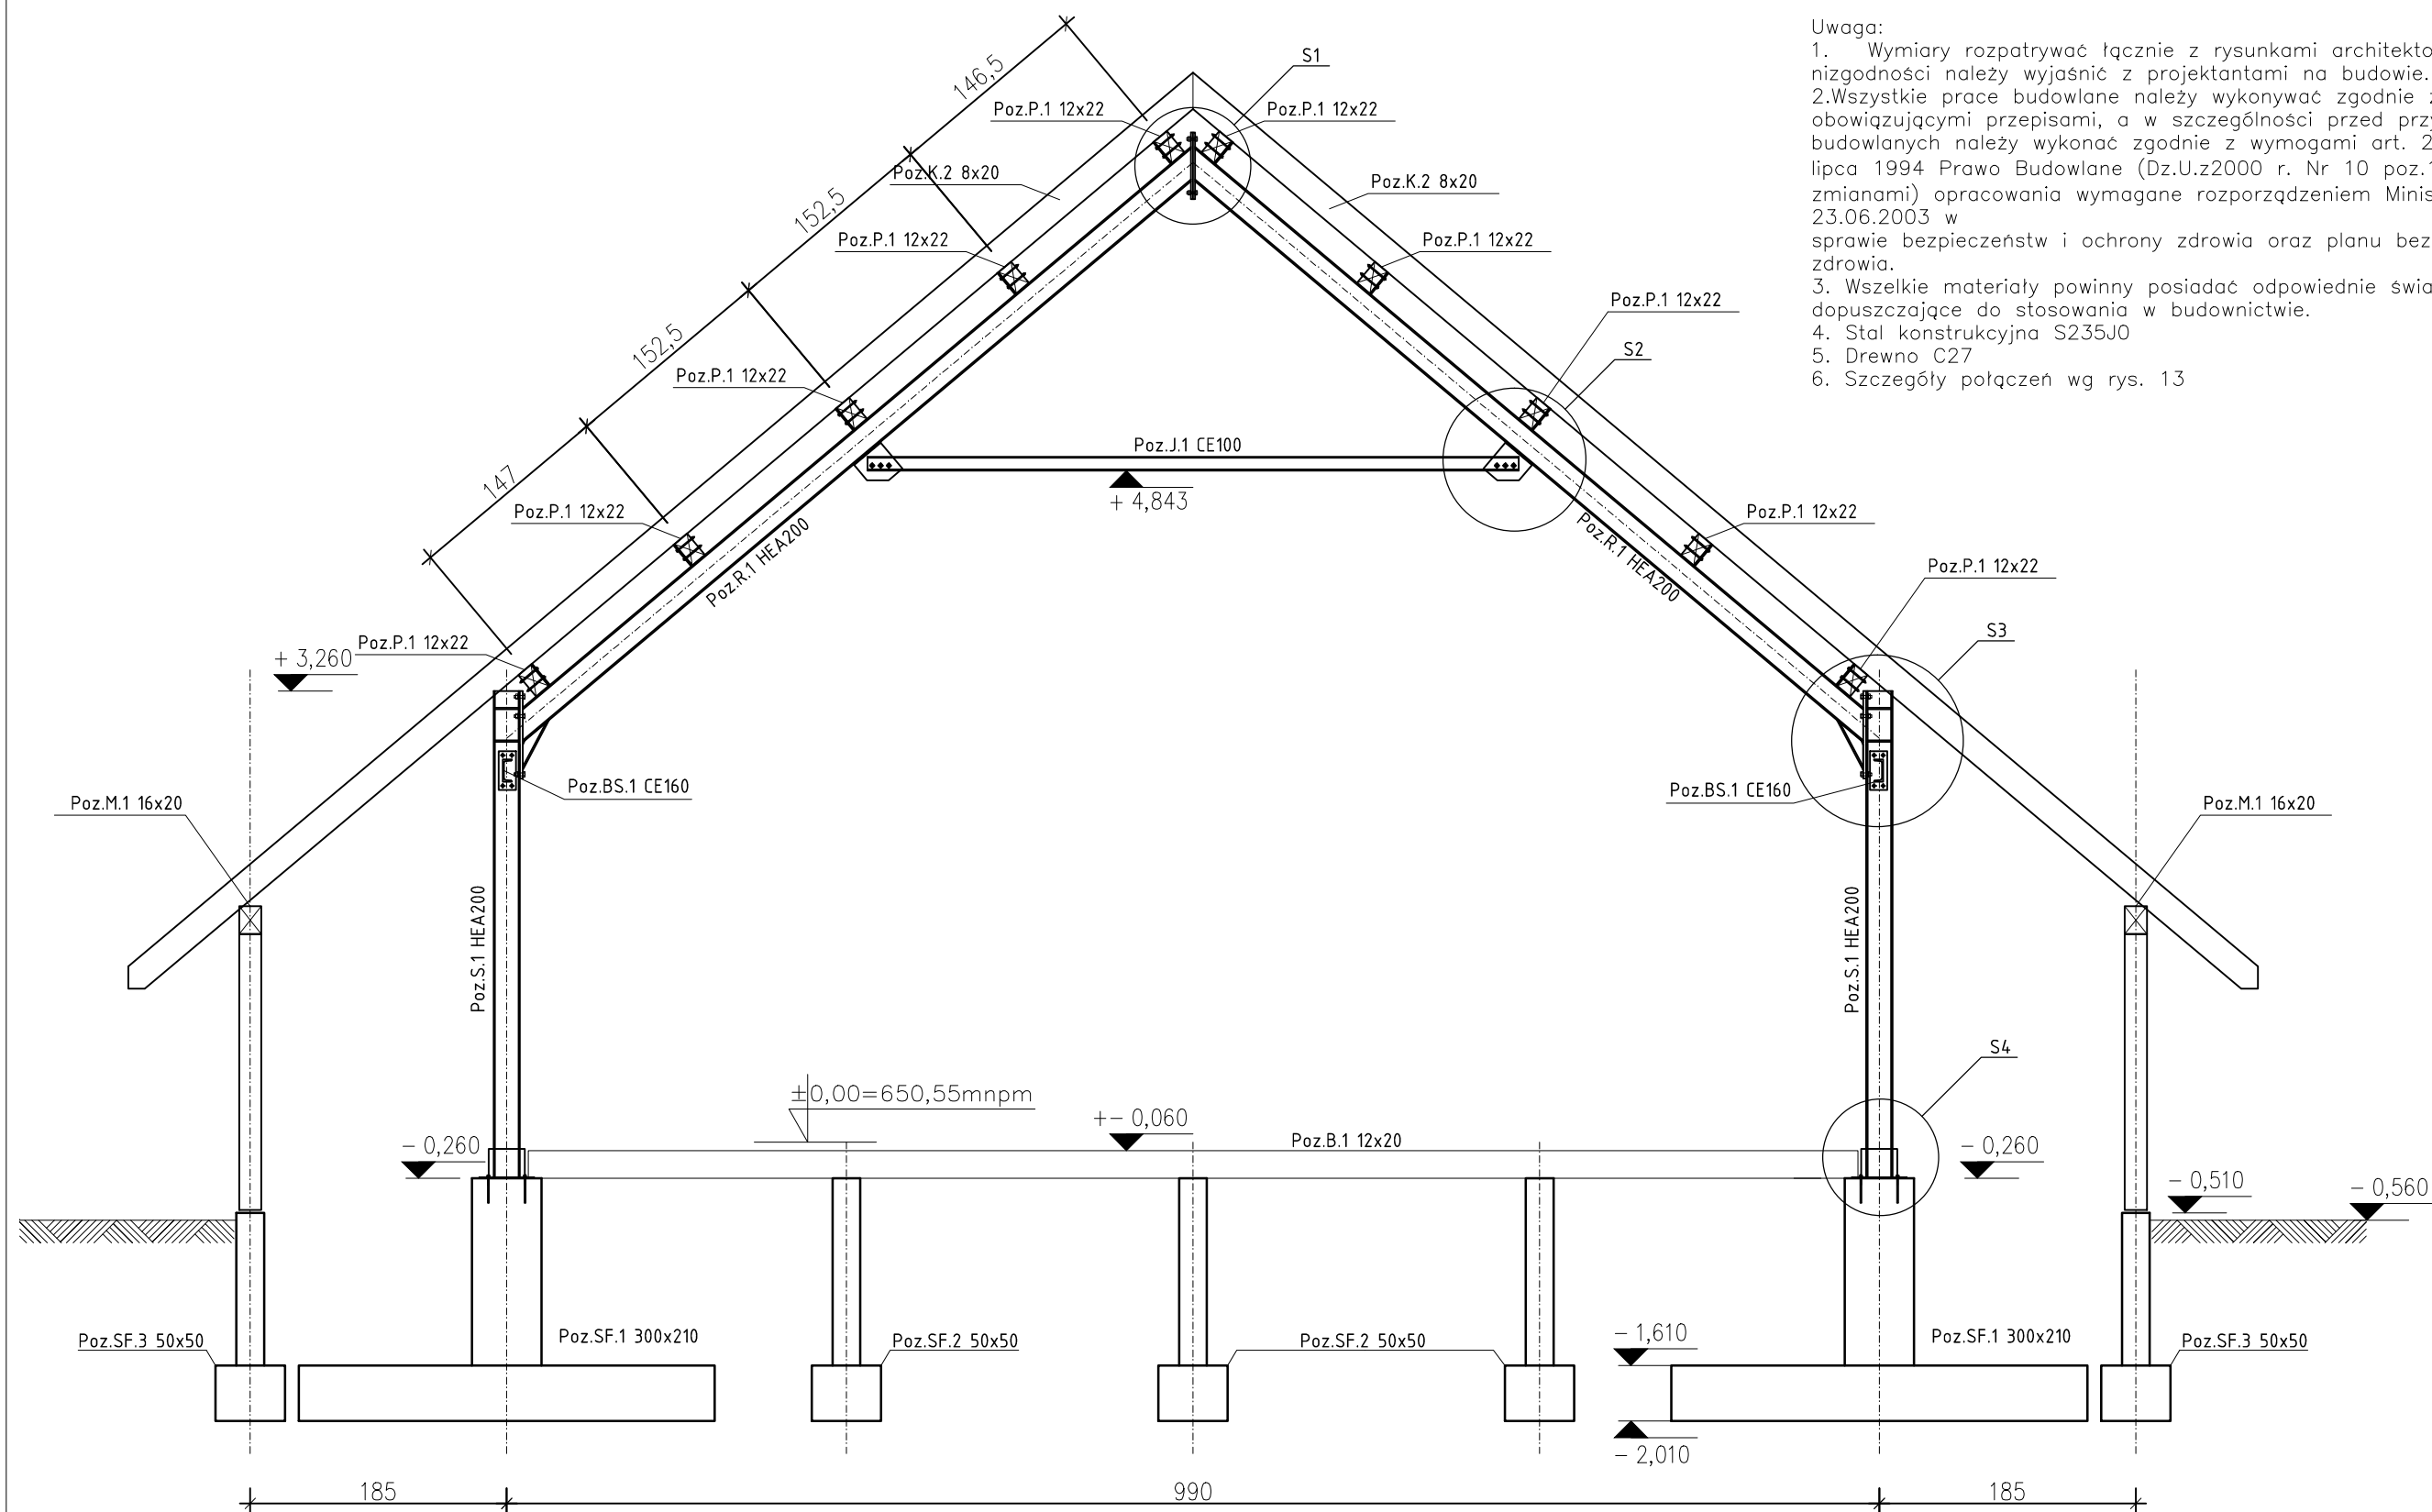 Uwaga:
1. Wymiary rozpatrywać łącznie z rysunkami
nizgodności należy wyjaśnić z projektantami na budowie.
2.Wszystkie prace budowlane należy wykonywać zgodnie
obowiązującymi przepisami, a w szczególności przed
budowlanych należy wykonać zgodnie z wymogami art.
lipca 1994 Prawo Budowlane (Dz.U.z2000 r. Nr 10
zmianami) opracowania wymagane rozporządzeniem
23.06.2003 w
sprawie bezpieczeństw i ochrony zdrowia oraz planu
zdrowia.
3. Wszelkie materiały powinny posiadać odpowiednie
dopuszczające do stosowania w budownictwie.
4. Stal konstrukcyjna S235J0
5. Drewno C27
6. Szczegóły połączeń wg rys. 13
146,5
S1
Poz.P.1 12x22
Poz.P.1 12x22
Poz.K.2 8x20
Poz.K.2 8x20
152,5
Poz.P.1 12x22
Poz.P.1 12x22
152,5
Poz.P.1 12x22
S2
Poz.P.1 12x22
Poz.J.1 CE100
+ 4,843
147
Poz.P.1 12x22
Poz.P.1 12x22
Poz.R.1 HEA200
Poz.R.1 HEA200
Poz.P.1 12x22
S3
Poz.P.1 12x22
+ 3,260
Poz.BS.1 CE160
Poz.BS.1 CE160
Poz.M.1 16x20
Poz.M.1 16x20
Poz.S.1 HEA200
Poz.S.1 HEA200
S4
±0,00=650,55mnpm
+- 0,060
Poz.B.1 12x20
- 0,260
- 0,260
- 0,510
- 0,560
Poz.SF.3 50x50
Poz.SF.1 300x210
Poz.SF.2 50x50
Poz.SF.2 50x50
- 1,610
Poz.SF.1 300x210
Poz.SF.3 50x50
- 2,010
185
990
185